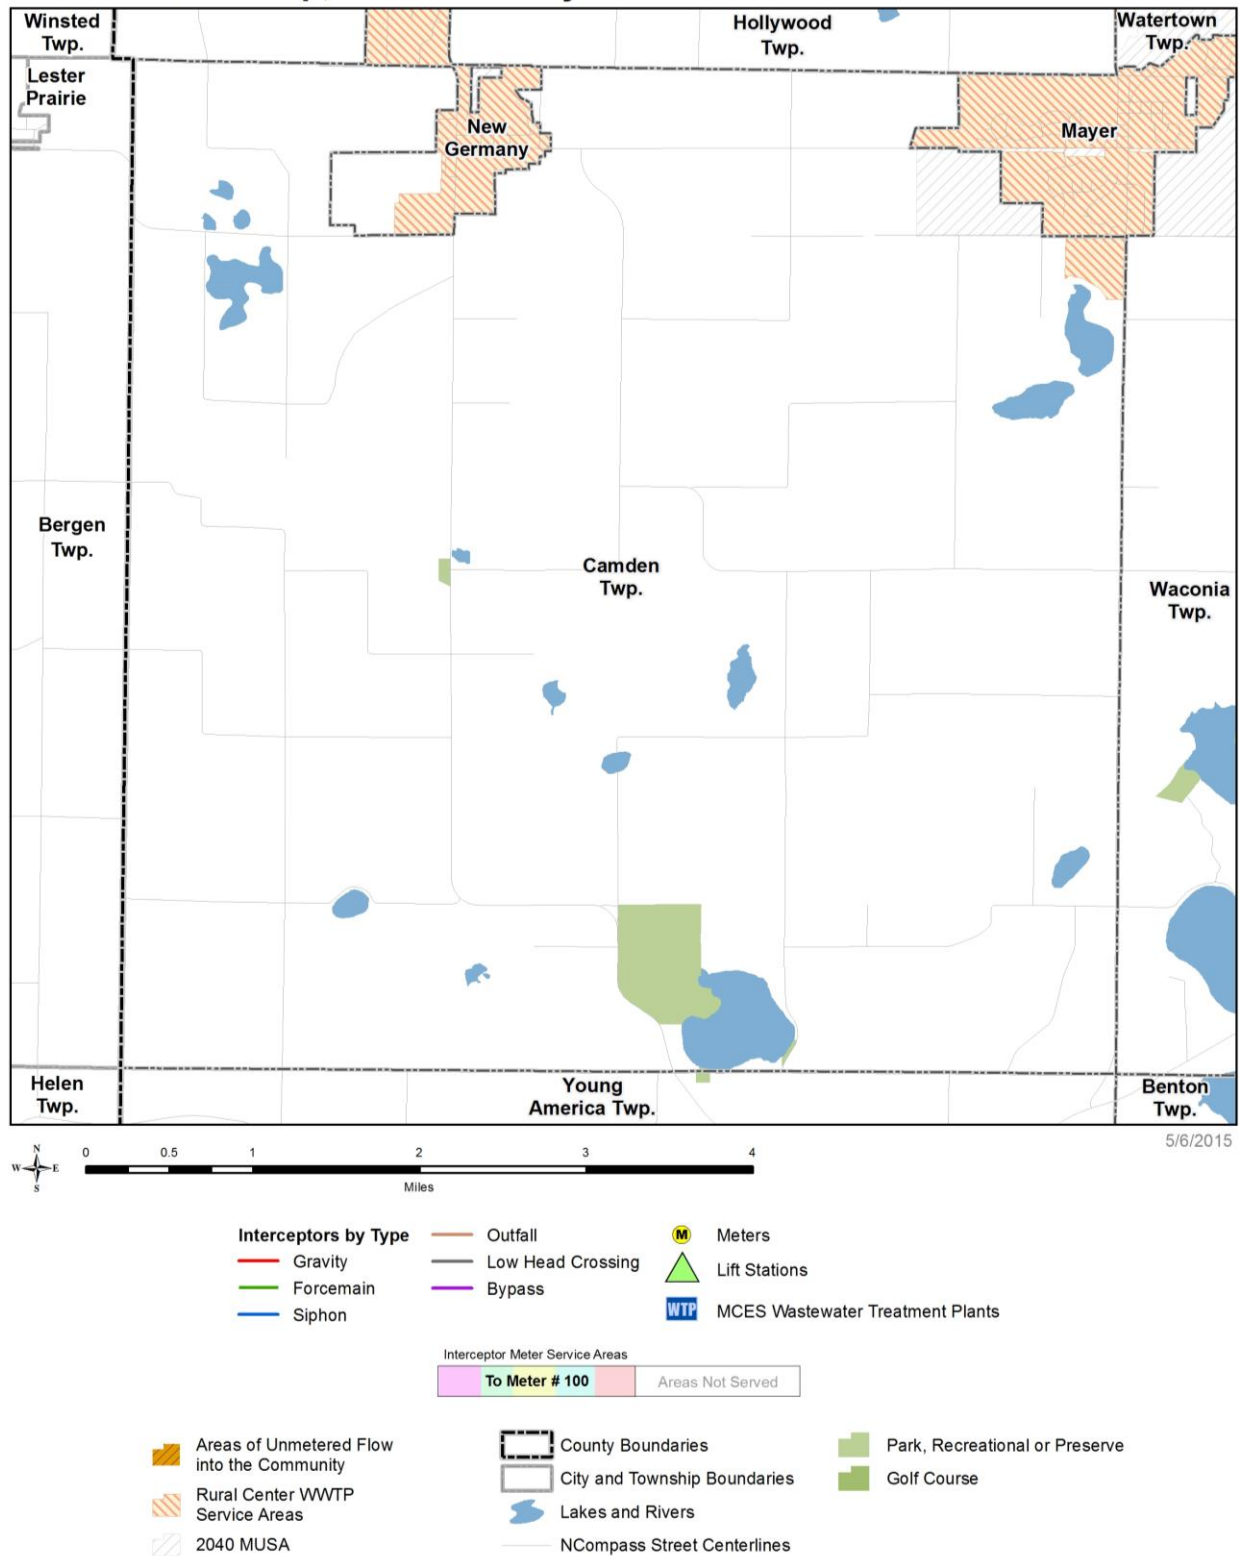 Winsted
Twp.
Hollywood
Twp.
Watertown
Twp.
Lester
Prairie
New
Germany
Mayer
Bergen
Twp.
Camden
Twp.
Waconia
Twp.
Helen
Twp.
Young
America Twp.
Benton
Twp.
5/6/2015
N
W E
S
0 0.5 1 2 3 4
Miles
Interceptors by Type
Gravity
Forcemain
Siphon
Outfall
Low Head Crossing
Bypass
M Meters
Lift Stations
WTP MCES Wastewater Treatment Plants
Interceptor Meter Service Areas
To Meter # 100 Areas Not Served
Areas of Unmetered Flow
into the Community
Rural Center WWTP
Service Areas
2040 MUSA
County Boundaries
City and Township Boundaries
Lakes and Rivers
NCompass Street Centerlines
Park, Recreational or Preserve
Golf Course